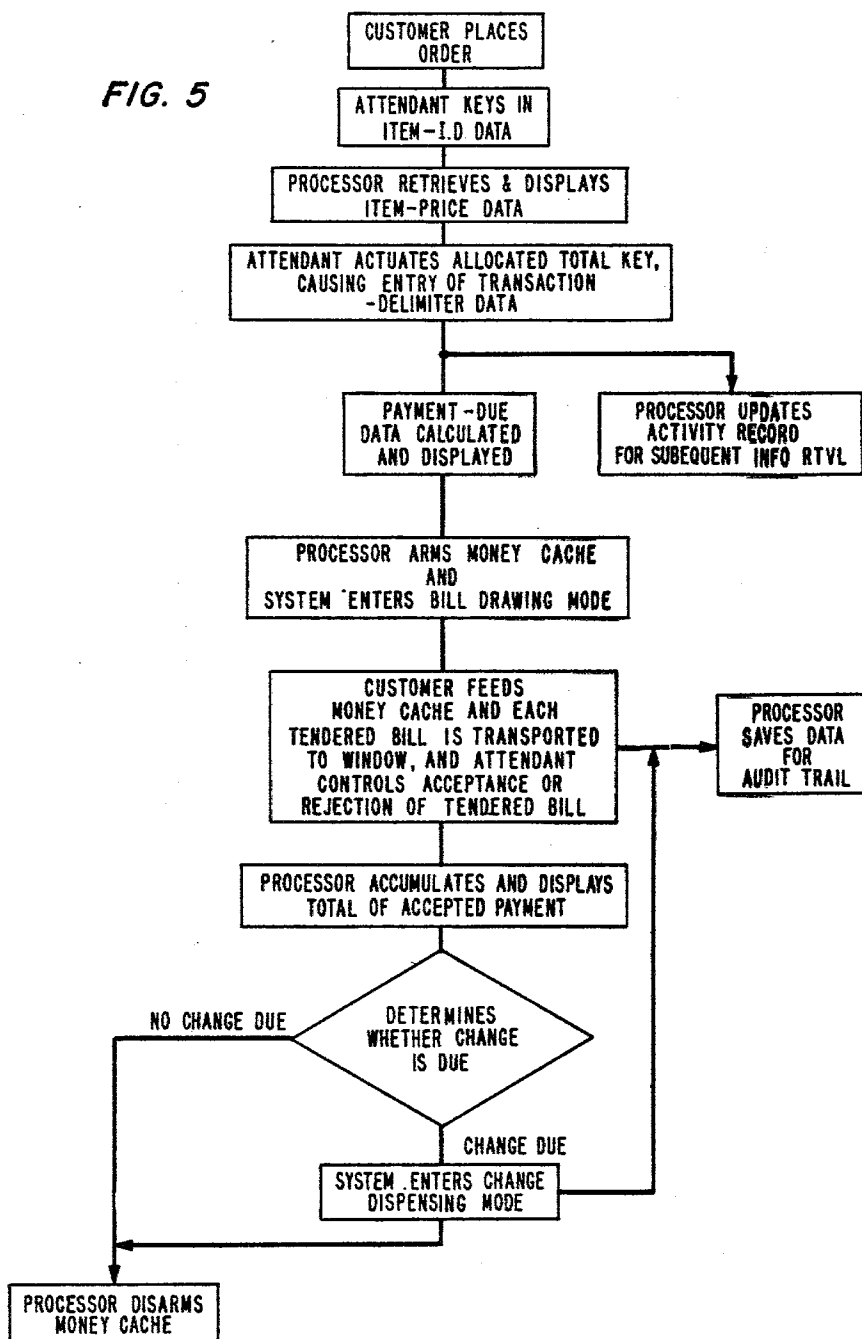 FIG. 5
CUSTOMER PLACES
ORDER
ATTENDANT KEYS IN
ITEM-I.D DATA
PROCESSOR RETRIEVES & DISPLAYS
ITEM-PRICE DATA
ATTENDANT ACTUATES ALLOCATED TOTAL KEY,
CAUSING ENTRY OF TRANSACTION
-DELIMITER DATA
PAYMENT-DUE
DATA CALCULATED
AND DISPLAYED
PROCESSOR UPDATES
ACTIVITY RECORD
FOR SUBEQUENT INFO RTVL
PROCESSOR ARMS MONEY CACHE
AND
SYSTEM ENTERS BILL DRAWING MODE
CUSTOMER FEEDS
MONEY CACHE AND EACH
TENDERED BILL IS TRANSPORTED
TO WINDOW, AND ATTENDANT
CONTROLS ACCEPTANCE OR
REJECTION OF TENDERED BILL
PROCESSOR
SAVES DATA
FOR
AUDIT TRAIL
PROCESSOR ACCUMULATES AND DISPLAYS
TOTAL OF ACCEPTED PAYMENT
NO CHANGE DUE
DETERMINES
WHETHER CHANGE
IS DUE
CHANGE DUE
SYSTEM ENTERS CHANGE
DISPENSING MODE
PROCESSOR DISARMS
MONEY CACHE